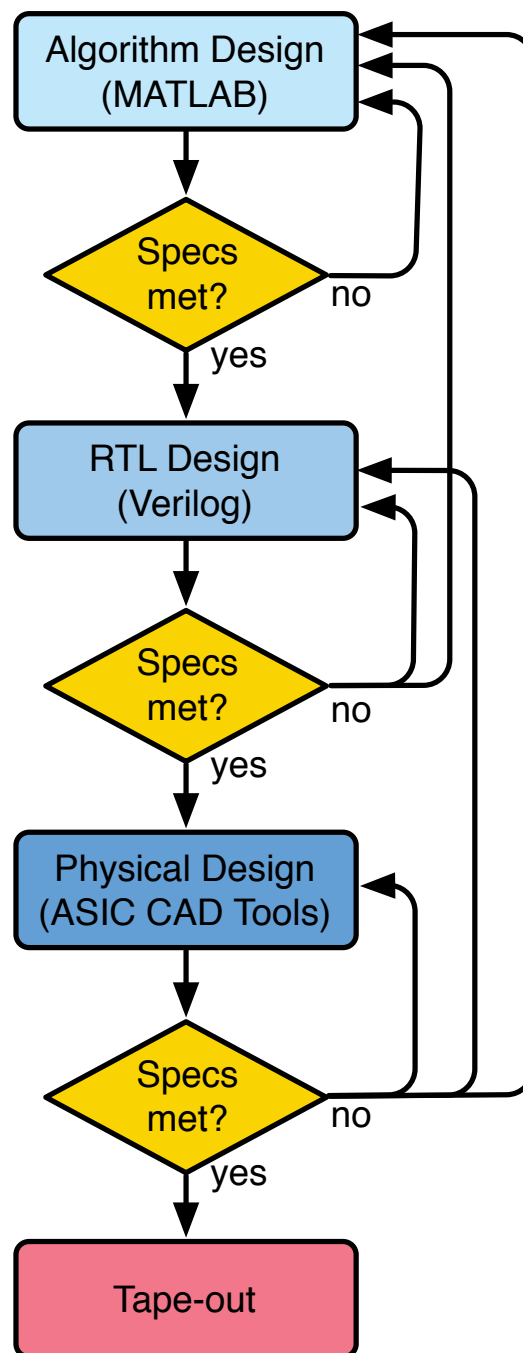 Algorithm Design
(MATLAB)
Specs
met?
no
yes
RTL Design
(Verilog)
Specs
met?
no
yes
Physical Design
(ASIC CAD Tools)
Specs
met?
no
yes
Tape-out